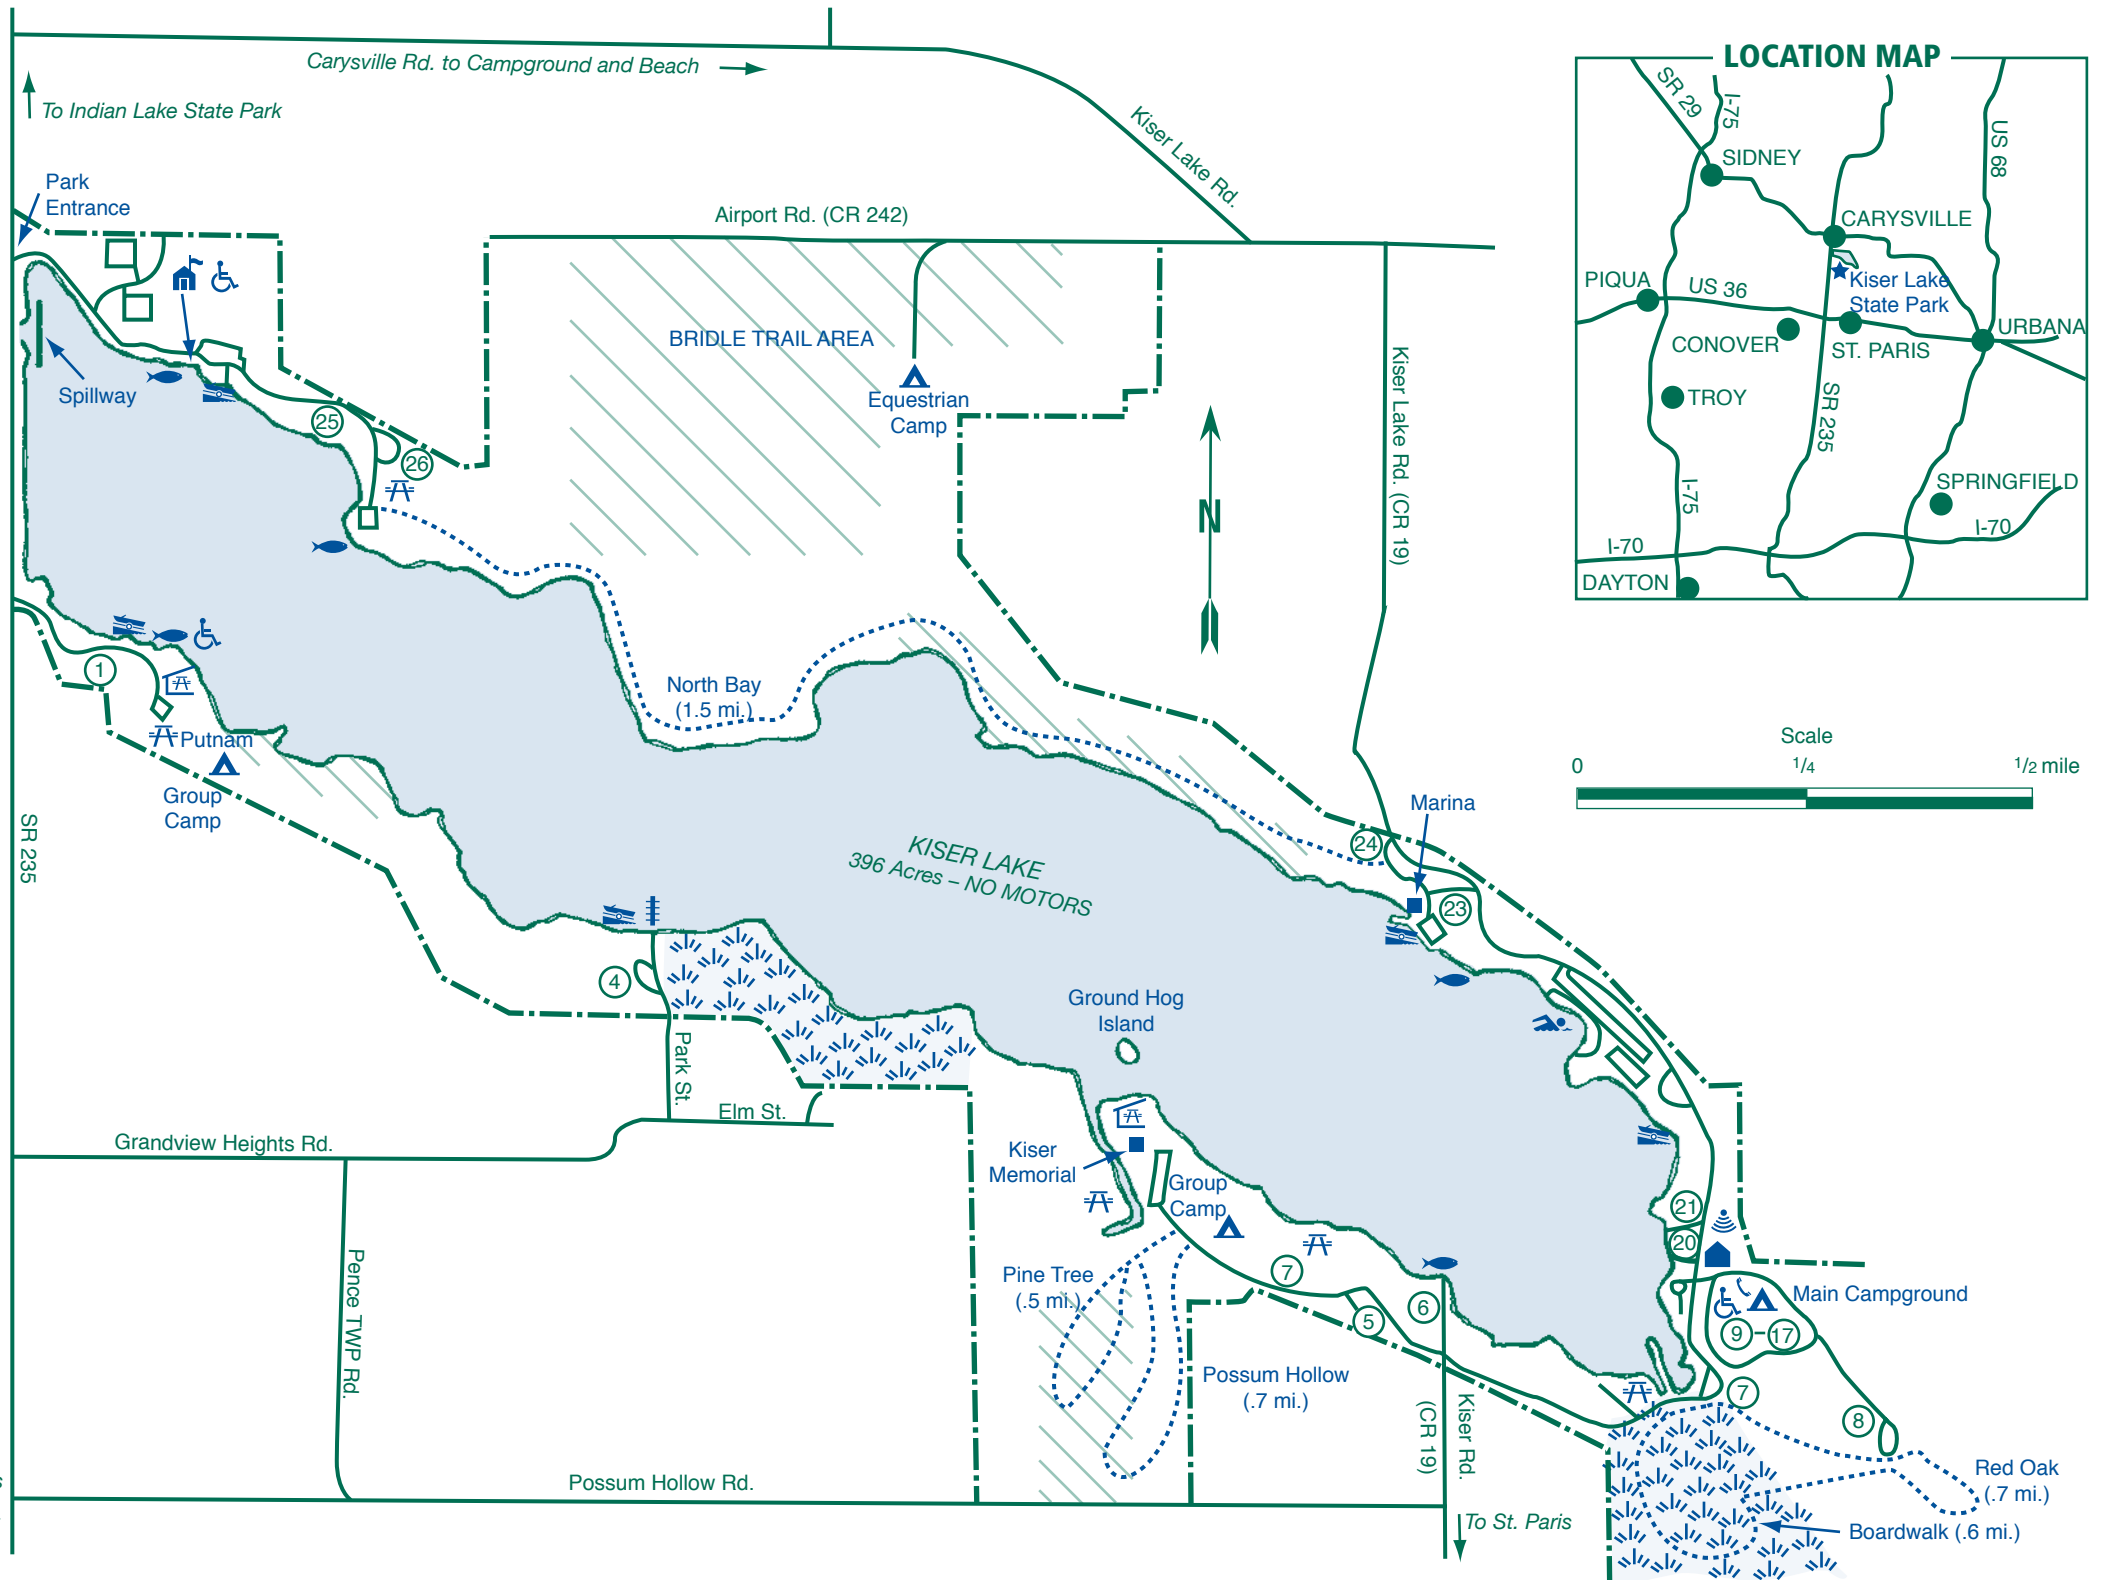 Carysville Rd. to Campground and Beach
To Indian Lake State Park
Kiser Lake Rd.
Park
Entrance
Airport Rd. (CR 242)
BRIDLE TRAIL AREA
Equestrian
Camp
Spillway
25
26
Kiser Lake Rd. (CR 19)
N
LOCATION MAP
SR 29
I-75
US 68
SIDNEY
CARYSVILLE
Kiser Lake
State Park
PIQUA
US 36
CONOVER
ST. PARIS
URBANA
TROY
SR 235
I-75
SPRINGFIELD
I-70
I-70
DAYTON
Scale
0
1/4
1/2 mile
1
Putnam
Group
Camp
SR 235
North Bay
(1.5 mi.)
KISER LAKE
396 Acres – NO MOTORS
Marina
24
23
4
Park St.
Elm St.
Grandview Heights Rd.
Pence TWP Rd.
Ground Hog
Island
Kiser
Memorial
Group
Camp
Pine Tree
(.5 mi.)
7
5
6
Possum Hollow
(.7 mi.)
21
20
Main Campground
9 – 17
7
8
Kiser Rd.
(CR 19)
Possum Hollow Rd.
To St. Paris
Red Oak
(.7 mi.)
Boardwalk (.6 mi.)